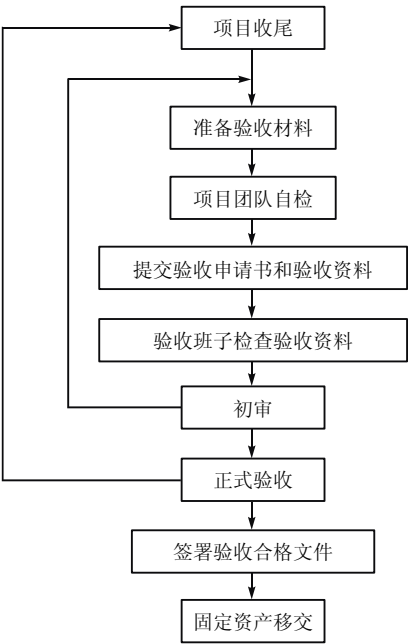 项目收尾
准备验收材料
项目团队自检
提交验收申请书和验收资料
验收班子检查验收资料
初审
正式验收
签署验收合格文件
固定资产移交